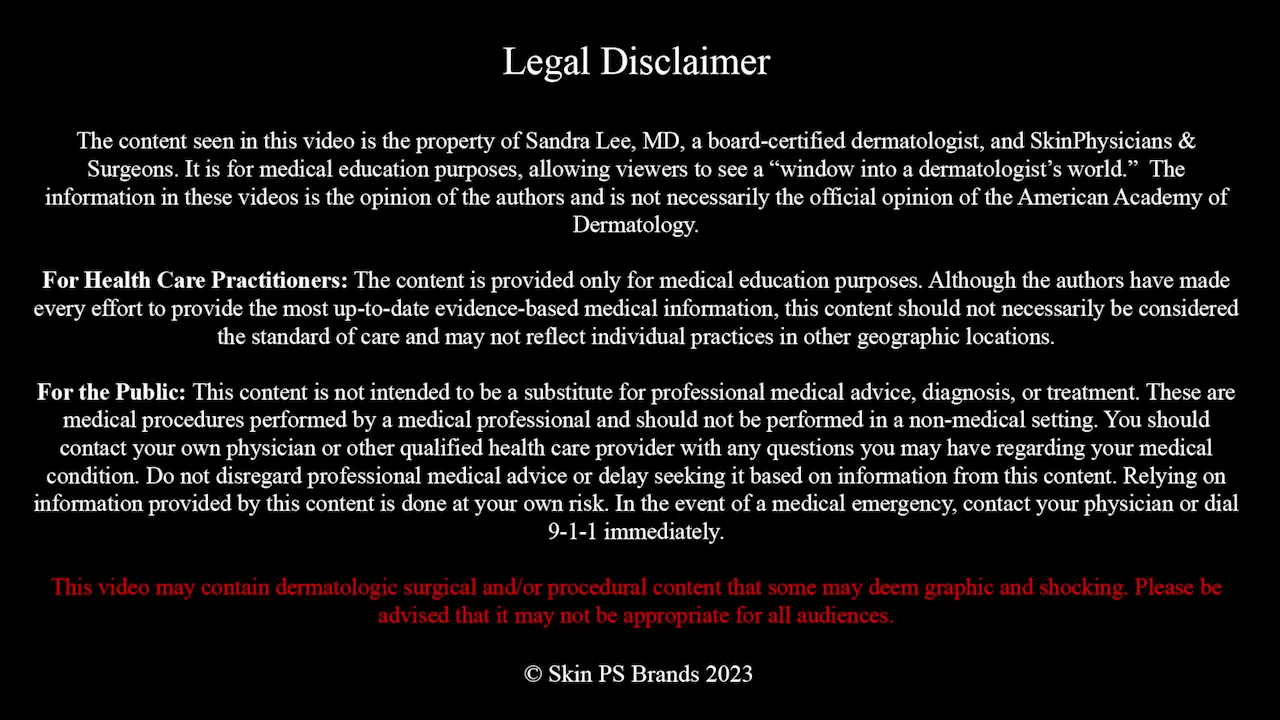 Legal Disclaimer
The content seen in this video is the property of Sandra Lee, MD, a board-certified dermatologist, and SkinPhysicians &
Surgeons. It is for medical education purposes, allowing viewers to see a “window into a dermatologist’s world.”  The
information in these videos is the opinion of the authors and is not necessarily the official opinion of the American Academy of
Dermatology.
For Health Care Practitioners: The content is provided only for medical education purposes. Although the authors have made
every effort to provide the most up-to-date evidence-based medical information, this content should not necessarily be considered
the standard of care and may not reflect individual practices in other geographic locations.
For the Public: This content is not intended to be a substitute for professional medical advice, diagnosis, or treatment. These are
medical procedures performed by a medical professional and should not be performed in a non-medical setting. You should
contact your own physician or other qualified health care provider with any questions you may have regarding your medical
condition. Do not disregard professional medical advice or delay seeking it based on information from this content. Relying on
information provided by this content is done at your own risk. In the event of a medical emergency, contact your physician or dial
9-1-1 immediately.
This video may contain dermatologic surgical and/or procedural content that some may deem graphic and shocking. Please be
advised that it may not be appropriate for all audiences.
© Skin PS Brands 2023